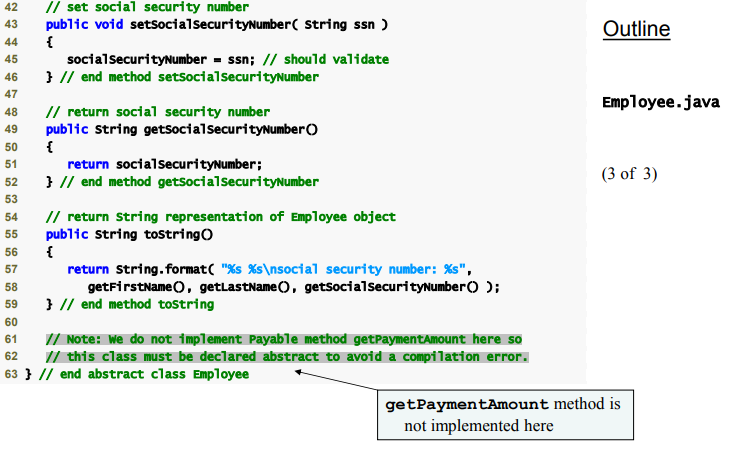 42 // set social security number
43 public void setSocialSecurityNumber( String ssn )
44 {
45 socialSecurityNumber = ssn; // should validate
46 } // end method setSocialSecurityNumber
47
48 // return social security number
49 public String getSocialSecurityNumber()
50 {
51 return socialSecurityNumber;
52 } // end method getSocialSecurityNumber
53
54 // return String representation of Employee object
55 public String toString()
56 {
57 return String.format( "%s %s\nsocial security number: %s",
58 getFirstName(), getLastName(), getSocialSecurityNumber() );
59 } // end method toString
60
61 // Note: We do not implement Payable method getPaymentAmount here so
62 // this class must be declared abstract to avoid a compilation error.
63 } // end abstract class Employee
getPaymentAmount method is
not implemented here
Outline
Employee.java
(3 of 3)